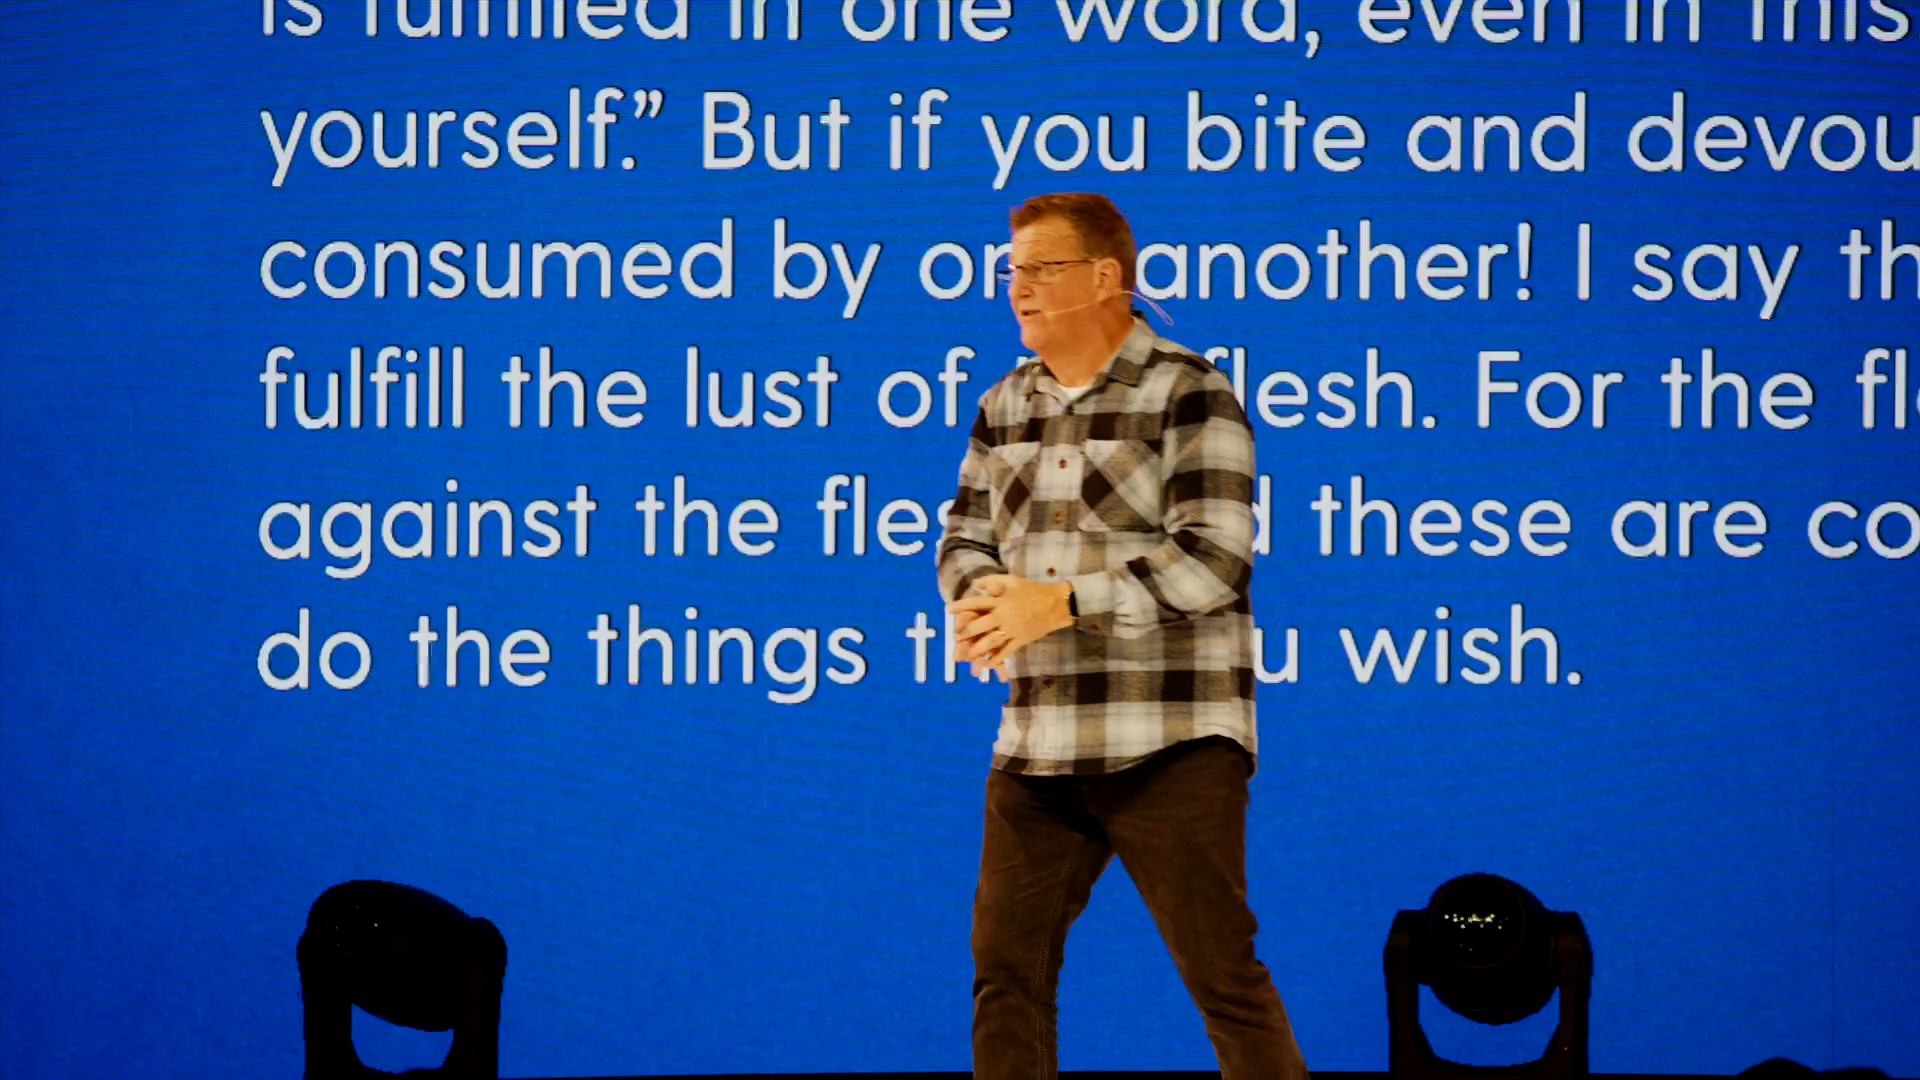 is fulfilled in one word, even in this
yourself.” But if you bite and devou
consumed by one another! I say th
fulfill the lust of flesh. For the fl
against the fles these are co
do the things wish.